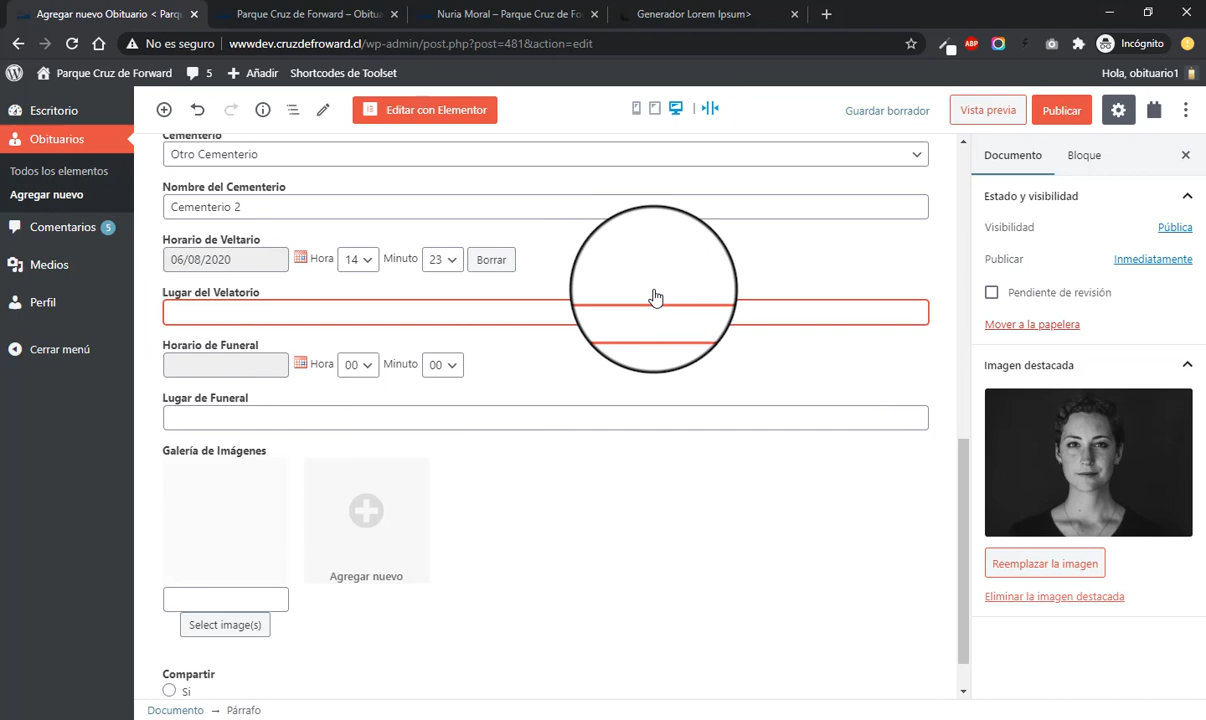 Agregar nuevo Obituario < Parqu
Parque Cruz de Forward – Obitua
Nuria Moral – Parque Cruz de Fo
Generador Lorem Ipsum>
No es seguro
wwwdev.cruzdefroward.cl/wp-admin/post.php?post=481&action=edit
ABP
Incógnito
Parque Cruz de Forward
5
Añadir
Shortcodes de Toolset
Hola, obituario1
Escritorio
Obituarios
Todos los elementos
Agregar nuevo
Comentarios 5
Medios
Perfil
Cerrar menú
Editar con Elementor
Guardar borrador
Vista previa
Publicar
Cementerio
Otro Cementerio
Nombre del Cementerio
Cementerio 2
Horario de Veltario
06/08/2020 Hora 14 Minuto 23 Borrar
Lugar del Velatorio
Horario de Funeral
Hora 00 Minuto 00
Lugar de Funeral
Galería de Imágenes
Agregar nuevo
Select image(s)
Compartir
Si
Documento → Párrafo
Documento Bloque
Estado y visibilidad
Visibilidad Pública
Publicar Inmediatamente
Pendiente de revisión
Mover a la papelera
Imagen destacada
Reemplazar la imagen
Eliminar la imagen destacada